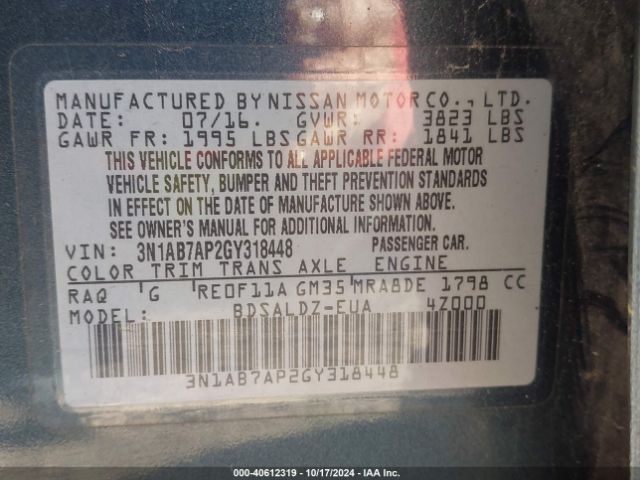 MANUFACTURED BY NISSAN MOTOR CO., LTD.
DATE: 07/16. GVWR: 3823 LBS
GAWR FR: 1995 LBS GAWR RR: 1841 LBS
THIS VEHICLE CONFORMS TO ALL APPLICABLE FEDERAL MOTOR
VEHICLE SAFETY, BUMPER AND THEFT PREVENTION STANDARDS
IN EFFECT ON THE DATE OF MANUFACTURE SHOWN ABOVE.
SEE OWNER'S MANUAL FOR ADDITIONAL INFORMATION.
VIN: 3N1AB7AP2GY318448 PASSENGER CAR.
COLOR TRIM TRANS AXLE ENGINE
RAQ G RE0F11A GM35 MRA8DE 1798 CC
MODEL: BDSALDZ-EUA 4Z000
3N1AB7AP2GY318448
000-40612319 - 10/17/2024 - IAA Inc.